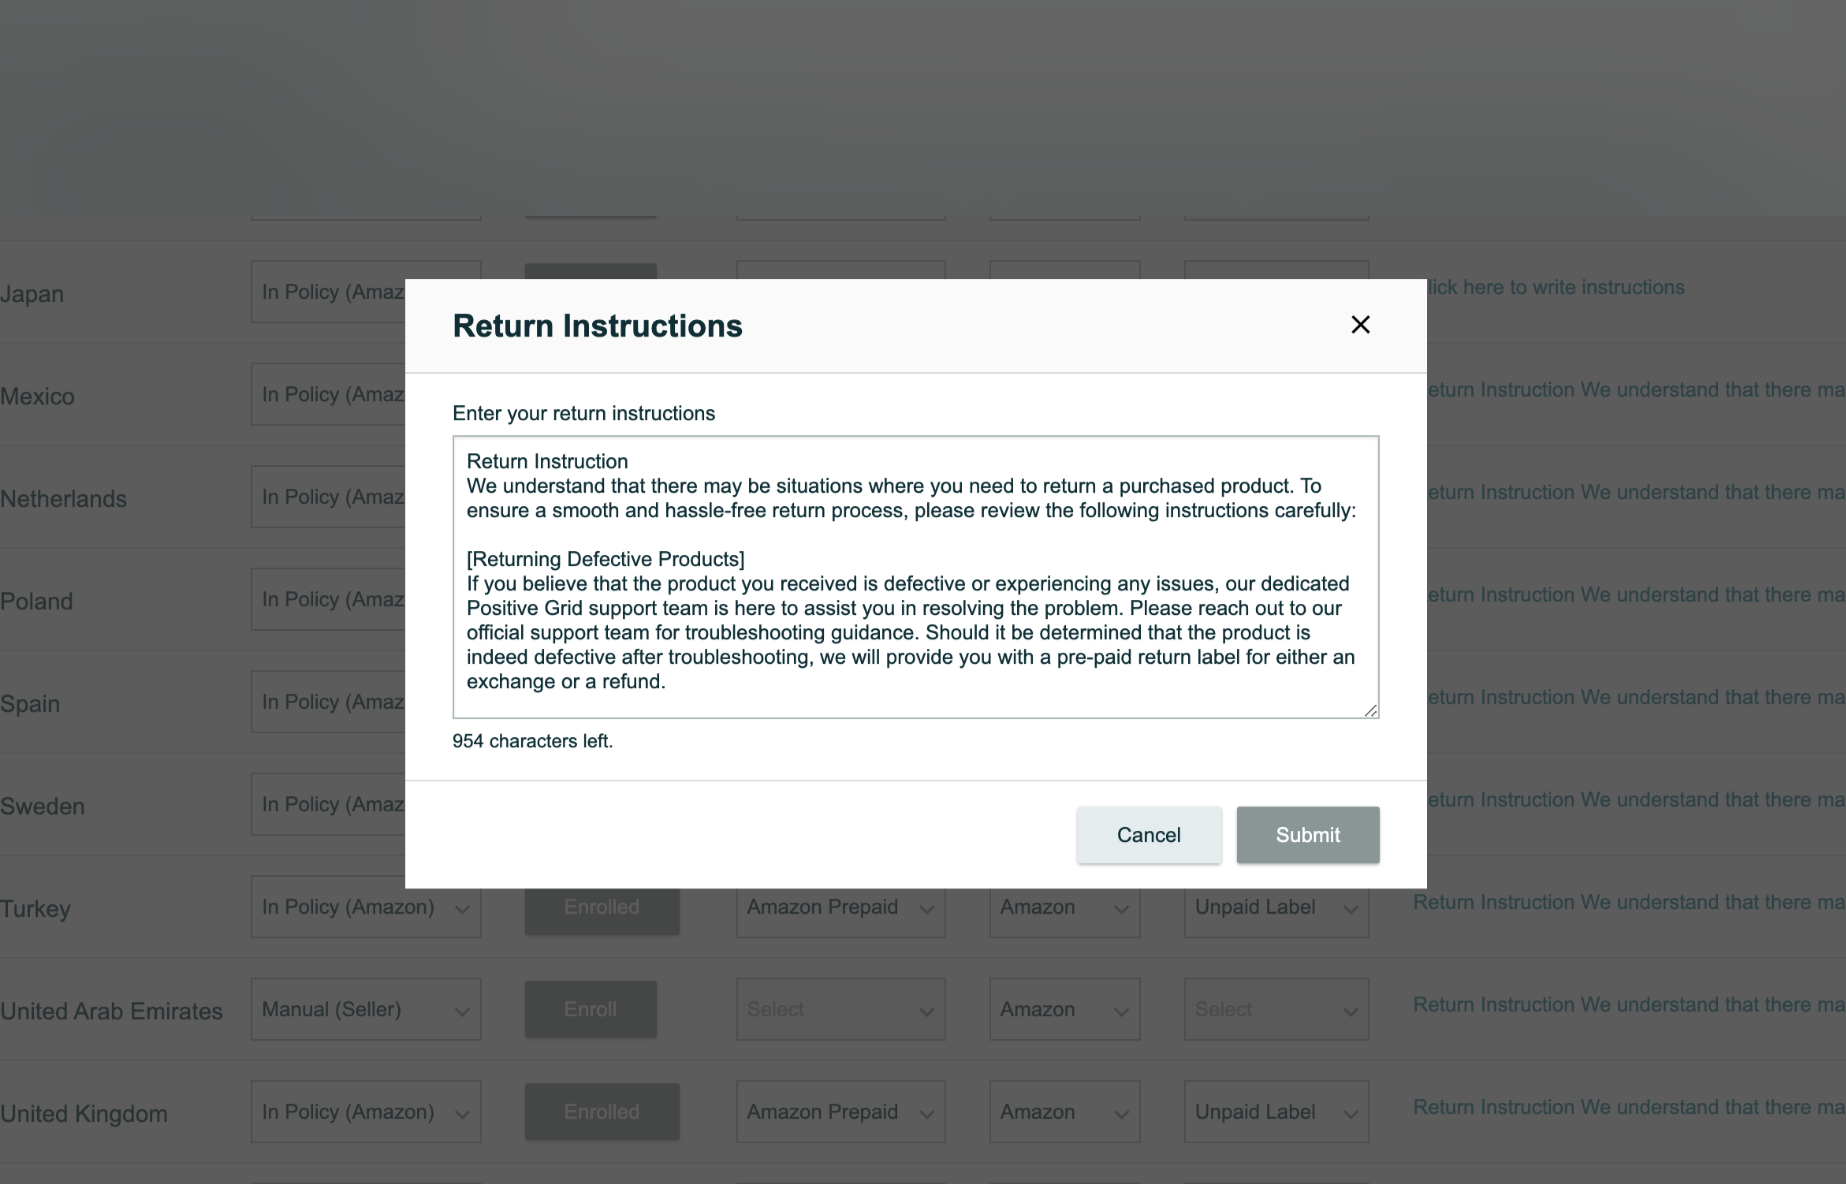 Japan
In Policy (Amaz
lick here to write instructions
Return Instructions
Mexico
In Policy (Amaz
eturn Instruction We understand that there ma
Enter your return instructions
Return Instruction
We understand that there may be situations where you need to return a purchased product. To
ensure a smooth and hassle-free return process, please review the following instructions carefully:
Netherlands
In Policy (Amaz
eturn Instruction We understand that there ma
[Returning Defective Products]
If you believe that the product you received is defective or experiencing any issues, our dedicated
Positive Grid support team is here to assist you in resolving the problem. Please reach out to our
official support team for troubleshooting guidance. Should it be determined that the product is
indeed defective after troubleshooting, we will provide you with a pre-paid return label for either an
exchange or a refund.
Poland
In Policy (Amaz
eturn Instruction We understand that there ma
Spain
In Policy (Amaz
eturn Instruction We understand that there ma
954 characters left.
Sweden
In Policy (Amaz
eturn Instruction We understand that there ma
Cancel
Submit
Turkey
In Policy (Amazon)
Enrolled
Amazon Prepaid
Amazon
Unpaid Label
Return Instruction We understand that there ma
United Arab Emirates
Manual (Seller)
Enroll
Select
Amazon
Select
Return Instruction We understand that there ma
United Kingdom
In Policy (Amazon)
Enrolled
Amazon Prepaid
Amazon
Unpaid Label
Return Instruction We understand that there ma